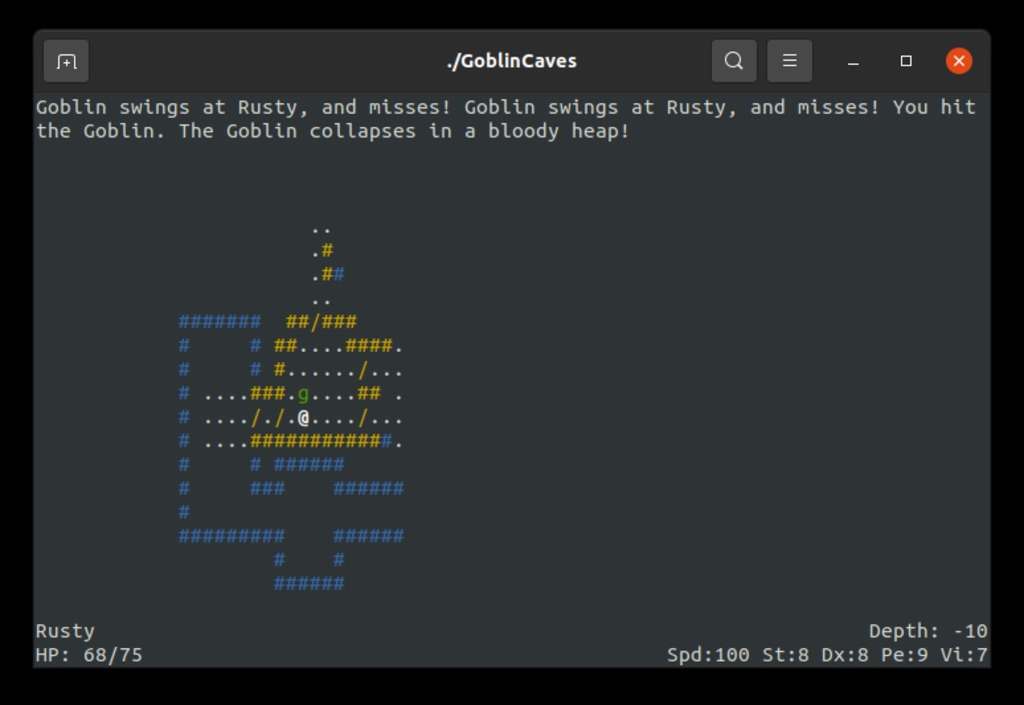 ./GoblinCaves
Goblin swings at Rusty, and misses! Goblin swings at Rusty, and misses! You hit
the Goblin. The Goblin collapses in a bloody heap!
                       ..
                       .#
                       .##
                       ..
            #######  ##/###
            #     # ##....####.
            #     # #....../...
            # ....###.g....## .
            # ..../././@..../...
            # ....############.
            #     # ######
            #     ###    ######
            #
            #########    ######
                    #    #
                    ######
Rusty Depth: -10
HP: 68/75 Spd:100 St:8 Dx:8 Pe:9 Vi:7